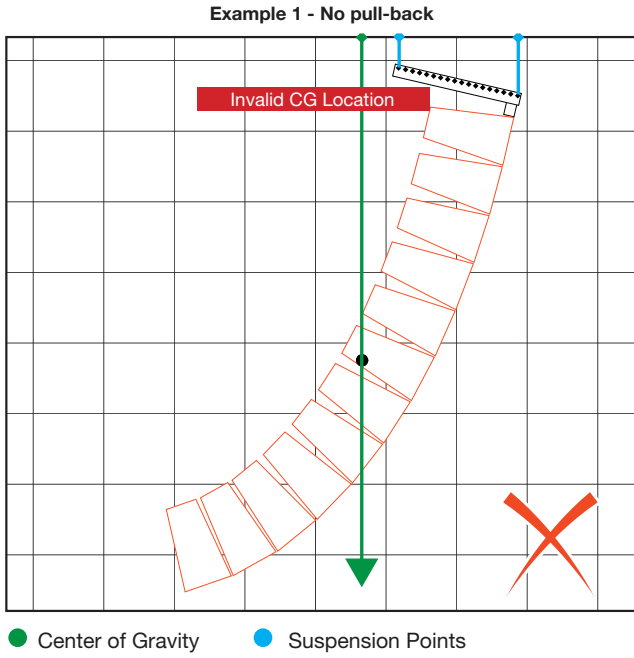 Example 1 - No pull-back
Invalid CG Location
Center of Gravity
Suspension Points